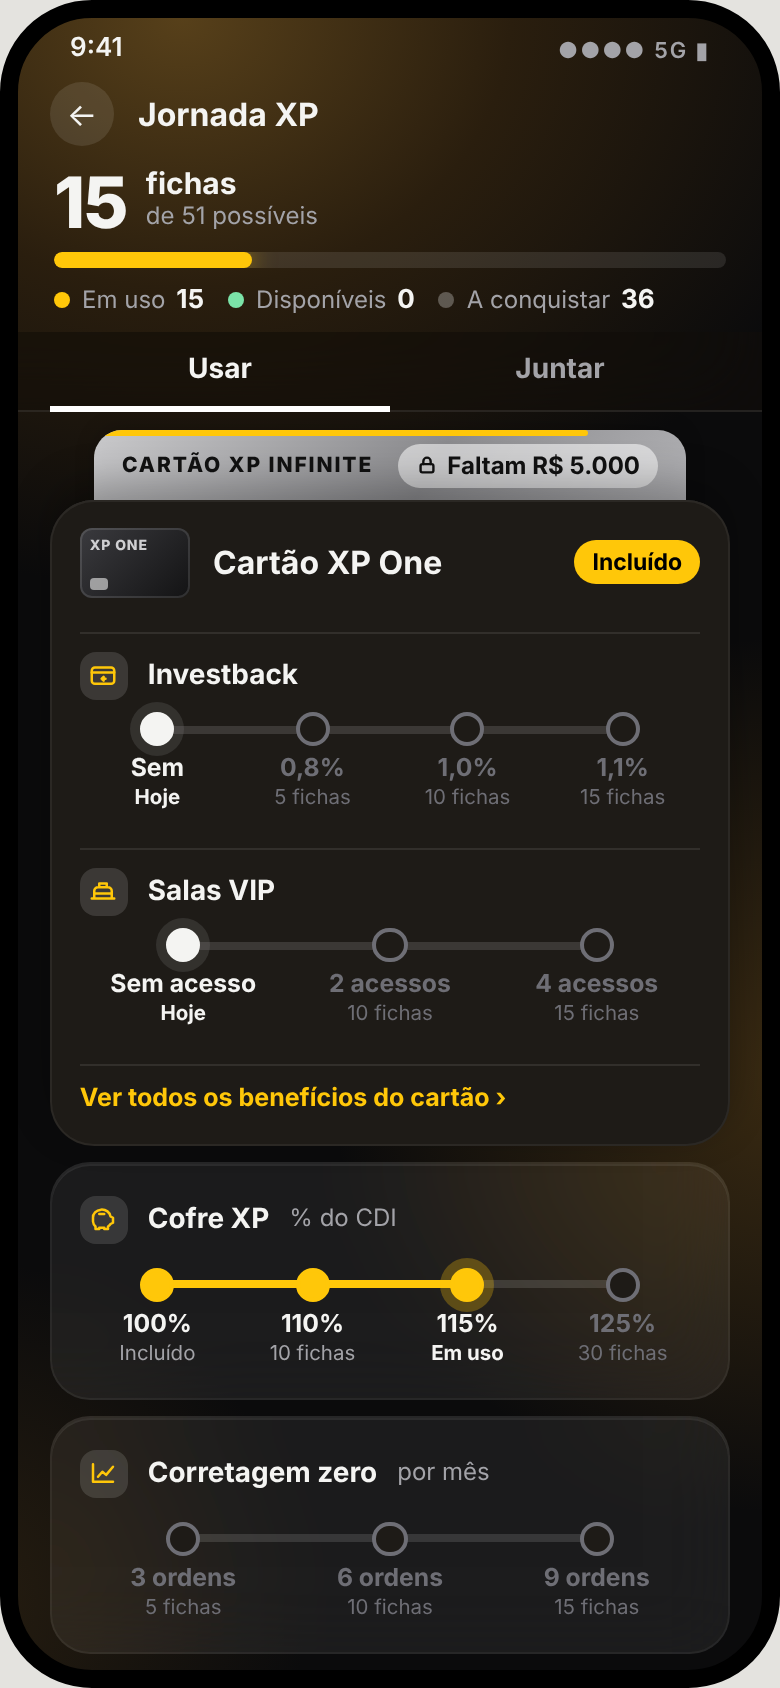 9:41
5G
Jornada XP
15 fichas
de 51 possíveis
Em uso 15 Disponíveis 0 A conquistar 36
Usar Juntar
CARTÃO XP INFINITE Faltam R$ 5.000
XP ONE
Cartão XP One Incluído
Investback
Sem 0,8% 1,0% 1,1%
Hoje 5 fichas 10 fichas 15 fichas
Salas VIP
Sem acesso 2 acessos 4 acessos
Hoje 10 fichas 15 fichas
Ver todos os benefícios do cartão ›
Cofre XP % do CDI
100% 110% 115% 125%
Incluído 10 fichas Em uso 30 fichas
Corretagem zero por mês
3 ordens 6 ordens 9 ordens
5 fichas 10 fichas 15 fichas